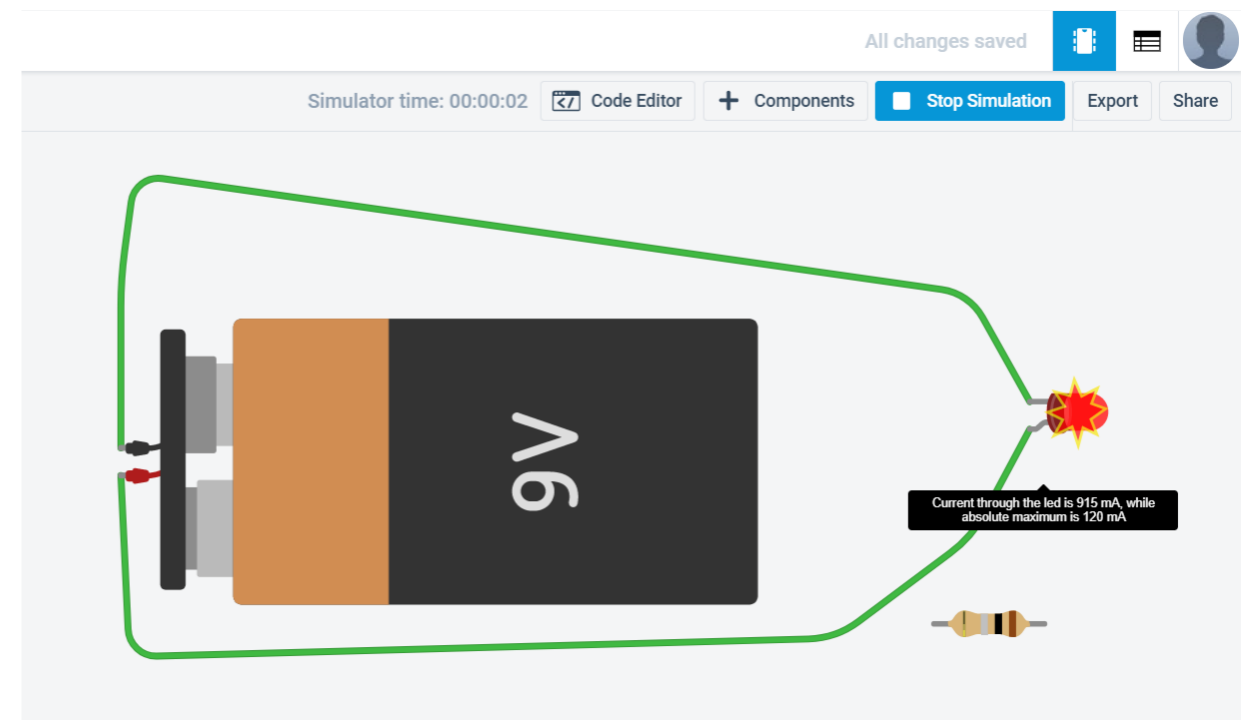 All changes saved
Simulator time: 00:00:02 Code Editor Components Stop Simulation Export Share
9V
Current through the led is 915 mA, while
absolute maximum is 120 mA